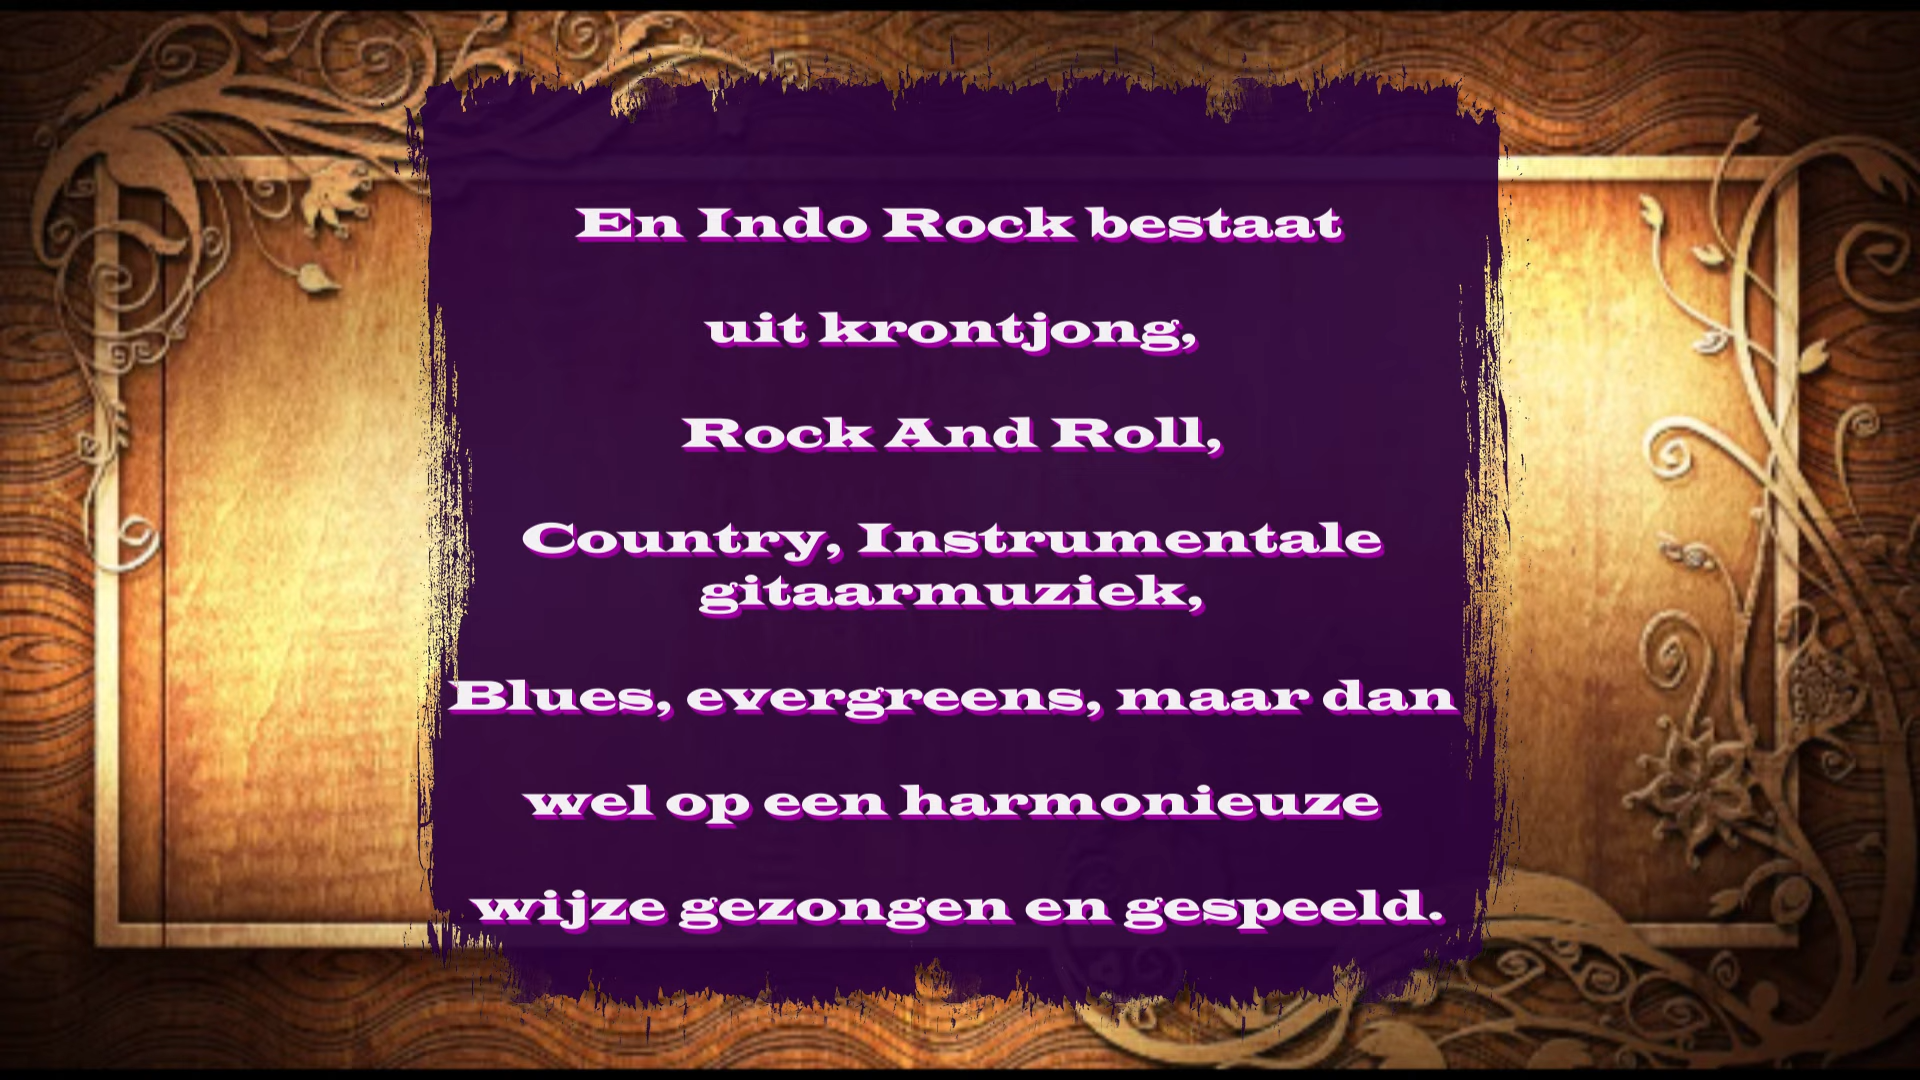 En Indo Rock bestaat
uit krontjong,
Rock And Roll,
Country, Instrumentale
gitaarmuziek,
Blues, evergreens, maar dan
wel op een harmonieuze
wijze gezongen en gespeeld.